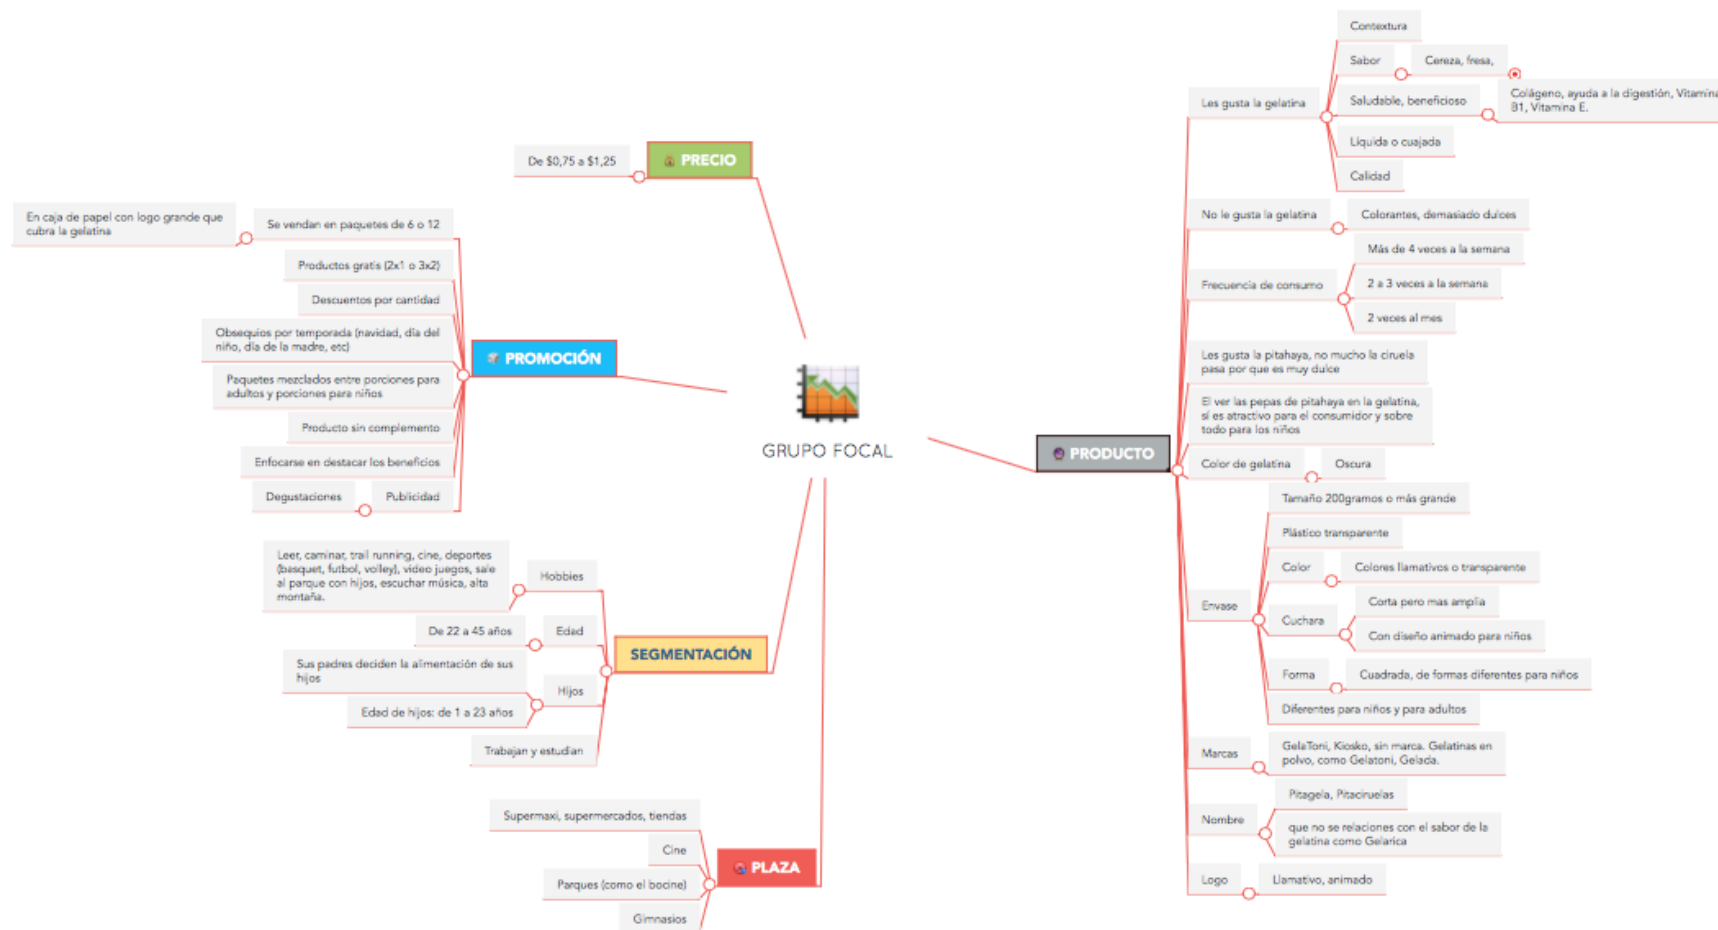 GRUPO FOCAL
PRECIO
De $0,75 a $1,25
PROMOCIÓN
Se vendan en paquetes de 6 o 12
En caja de papel con logo grande que
cubra la gelatina
Productos gratis (2x1 o 3x2)
Descuentos por cantidad
Obsequios por temporada (navidad, día del
niño, día de la madre, etc)
Paquetes mezclados entre porciones para
adultos y porciones para niños
Producto sin complemento
Enfocarse en destacar los beneficios
Publicidad
Degustaciones
SEGMENTACIÓN
Hobbies
Leer, caminar, trail running, cine, deportes
(basquet, futbol, volley), video juegos, sale
al parque con hijos, escuchar música, alta
montaña.
Edad
De 22 a 45 años
Hijos
Sus padres deciden la alimentación de sus
hijos
Edad de hijos: de 1 a 23 años
Trabajan y estudian
PLAZA
Supermaxi, supermercados, tiendas
Cine
Parques (como el bocine)
Gimnasios
PRODUCTO
Les gusta la gelatina
Contextura
Sabor
Cereza, fresa,
Saludable, beneficioso
Colágeno, ayuda a la digestión, Vitamina
B1, Vitamina E.
Líquida o cuajada
Calidad
No le gusta la gelatina
Colorantes, demasiado dulces
Frecuencia de consumo
Más de 4 veces a la semana
2 a 3 veces a la semana
2 veces al mes
Les gusta la pitahaya, no mucho la ciruela
pasa por que es muy dulce
El ver las pepas de pitahaya en la gelatina,
sí es atractivo para el consumidor y sobre
todo para los niños
Color de gelatina
Oscura
Envase
Tamaño 200gramos o más grande
Plástico transparente
Color
Colores llamativos o transparente
Cuchara
Corta pero mas amplia
Con diseño animado para niños
Forma
Cuadrada, de formas diferentes para niños
Diferentes para niños y para adultos
Marcas
GelaToni, Kiosko, sin marca. Gelatinas en
polvo, como Gelatoni, Gelada.
Nombre
Pitagela, Pitaciruelas
que no se relaciones con el sabor de la
gelatina como Gelarica
Logo
Llamativo, animado